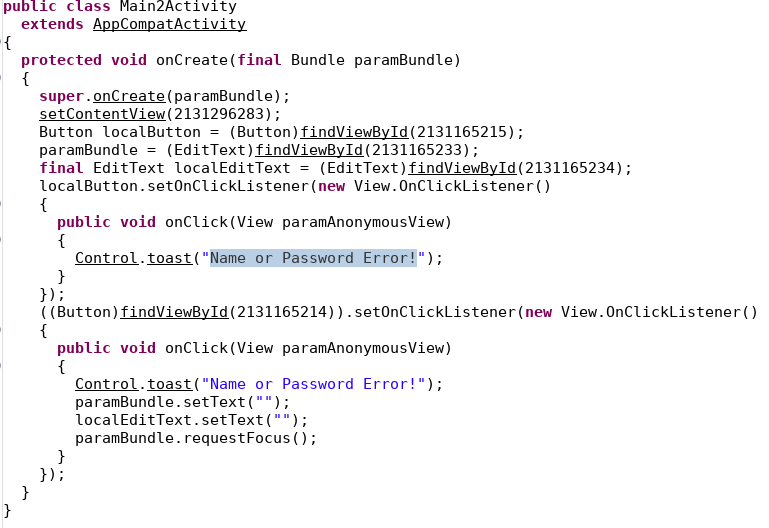 public class Main2Activity
extends AppCompatActivity
{
protected void onCreate(final Bundle paramBundle)
{
super.onCreate(paramBundle);
setContentView(2131296283);
Button localButton = (Button)findViewById(2131165215);
paramBundle = (EditText)findViewById(2131165233);
final EditText localEditText = (EditText)findViewById(2131165234);
localButton.setOnClickListener(new View.OnClickListener()
{
public void onClick(View paramAnonymousView)
{
Control.toast("Name or Password Error!");
}
});
((Button)findViewById(2131165214)).setOnClickListener(new View.OnClickListener()
{
public void onClick(View paramAnonymousView)
{
Control.toast("Name or Password Error!");
paramBundle.setText("");
localEditText.setText("");
paramBundle.requestFocus();
}
});
}
}